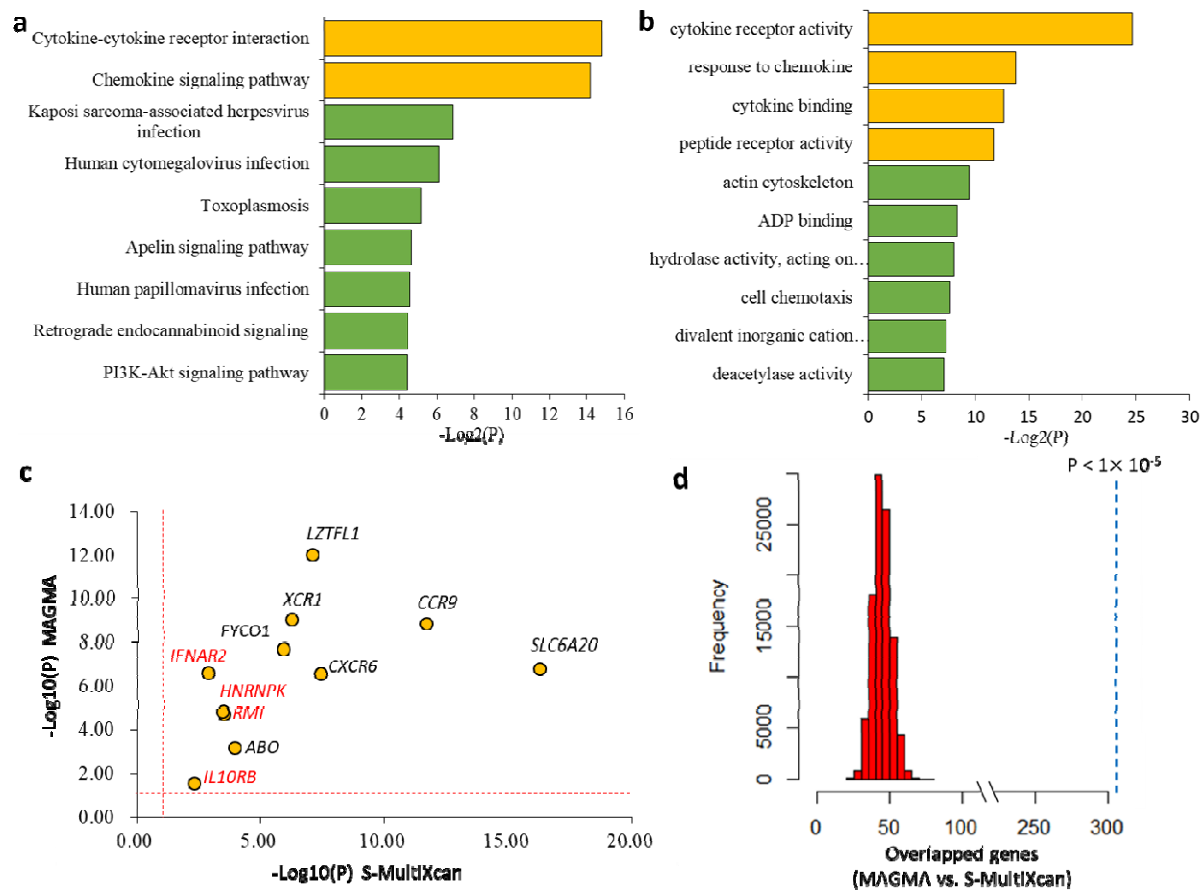 a
Cytokine-cytokine receptor interaction
Chemokine signaling pathway
Kaposi sarcoma-associated herpesvirus
infection
Human cytomegalovirus infection
Toxoplasmosis
Apelin signaling pathway
Human papillomavirus infection
Retrograde endocannabinoid signaling
PI3K-Akt signaling pathway
0 2 4 6 8 10 12 14 16
-Log2(P)
b
cytokine receptor activity
response to chemokine
cytokine binding
peptide receptor activity
actin cytoskeleton
ADP binding
hydrolase activity, acting on…
cell chemotaxis
divalent inorganic cation…
deacetylase activity
0 5 10 15 20 25 30
-Log2(P)
c
-Log10(P) MAGMA
14.00
12.00
10.00
8.00
6.00
4.00
2.00
0.00
LZTFL1
XCR1
CCR9
FYCO1
SLC6A20
IFNAR2
CXCR6
HNRNPK
RMI
ABO
IL10RB
0.00 5.00 10.00 15.00 20.00
-Log10(P) S-MultiXcan
d
P < 1× 10-5
Frequency
25000
15000
5000
0
0 50 100 250 300
Overlapped genes
(MAGMA vs. S-MultiXcan)